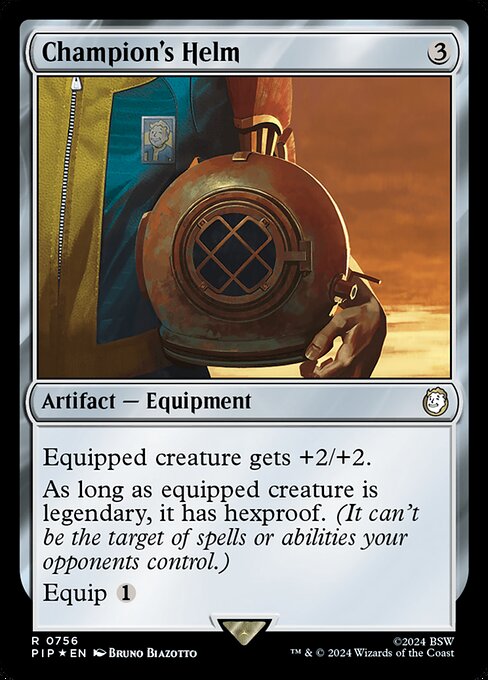 Champion's Helm 3
Artifact — Equipment
Equipped creature gets +2/+2.
As long as equipped creature is
legendary, it has hexproof. (It can't
be the target of spells or abilities your
opponents control.)
Equip 1
R 0756
PIP★EN Bruno Biazotto
©2024 BSW
™ & © 2024 Wizards of the Coast